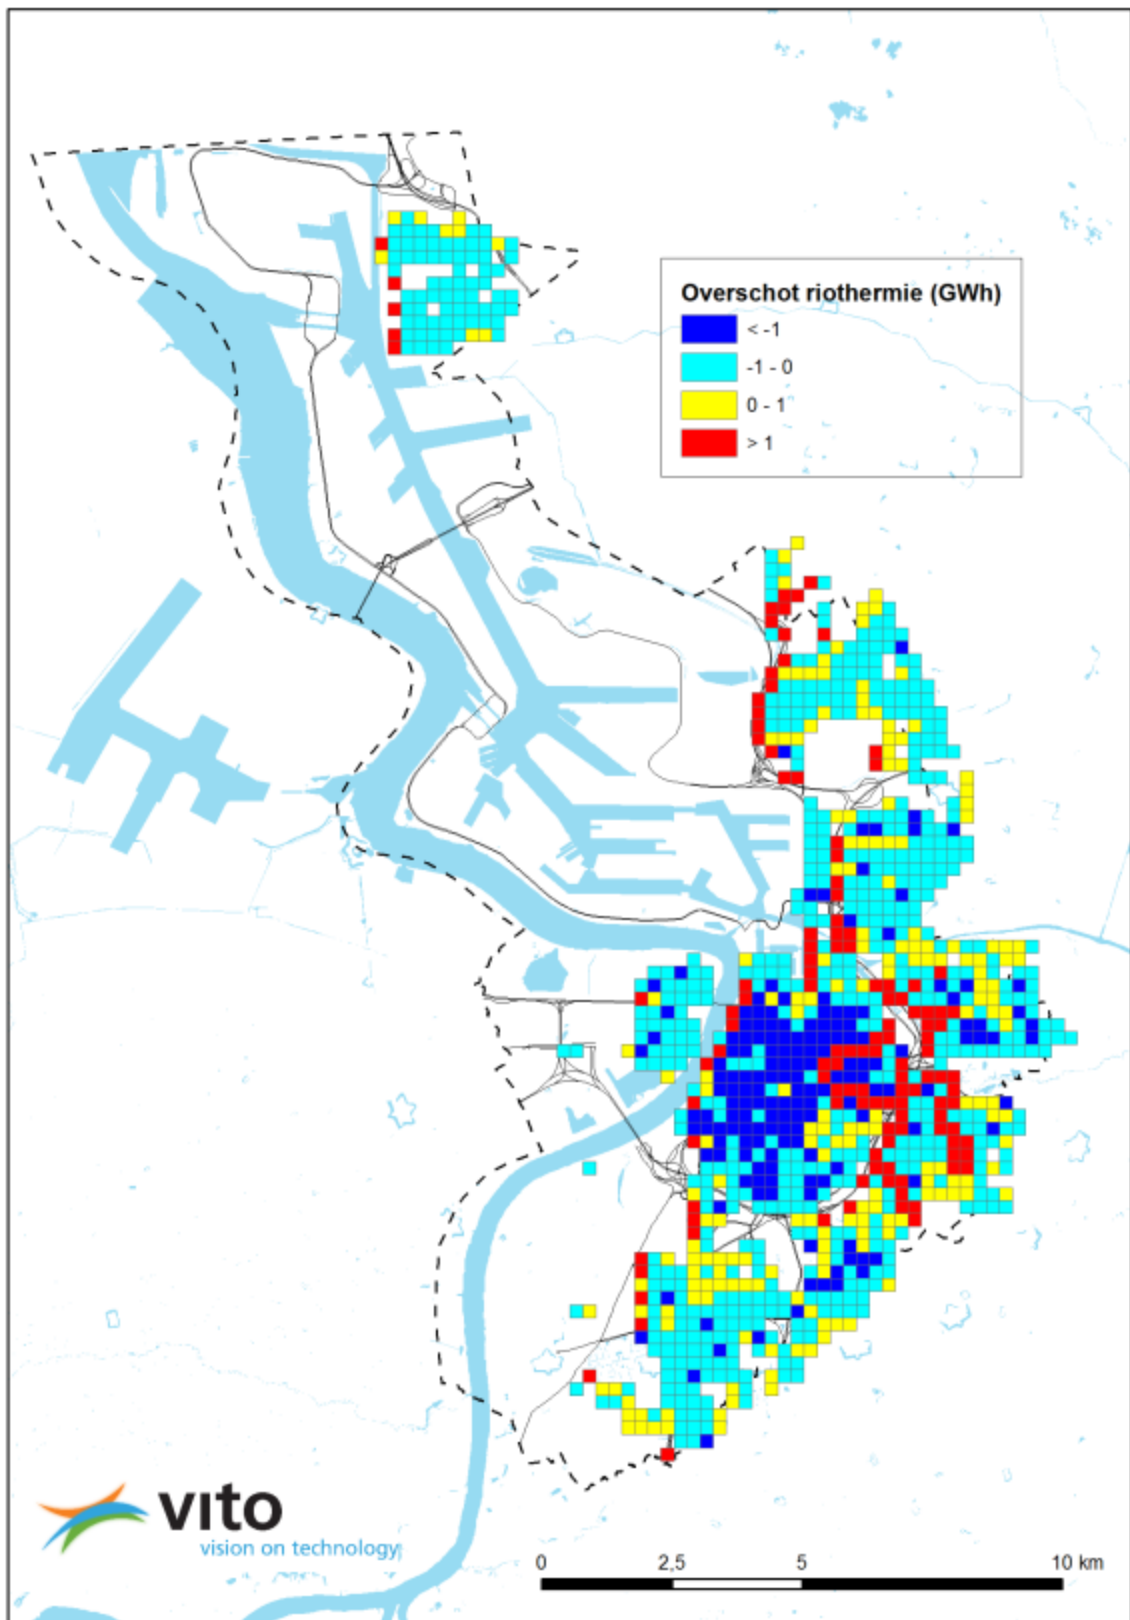 Overschot riothermie (GWh)
< -1
-1 - 0
0 - 1
> 1
vito
vision on technology
0 2,5 5 10 km